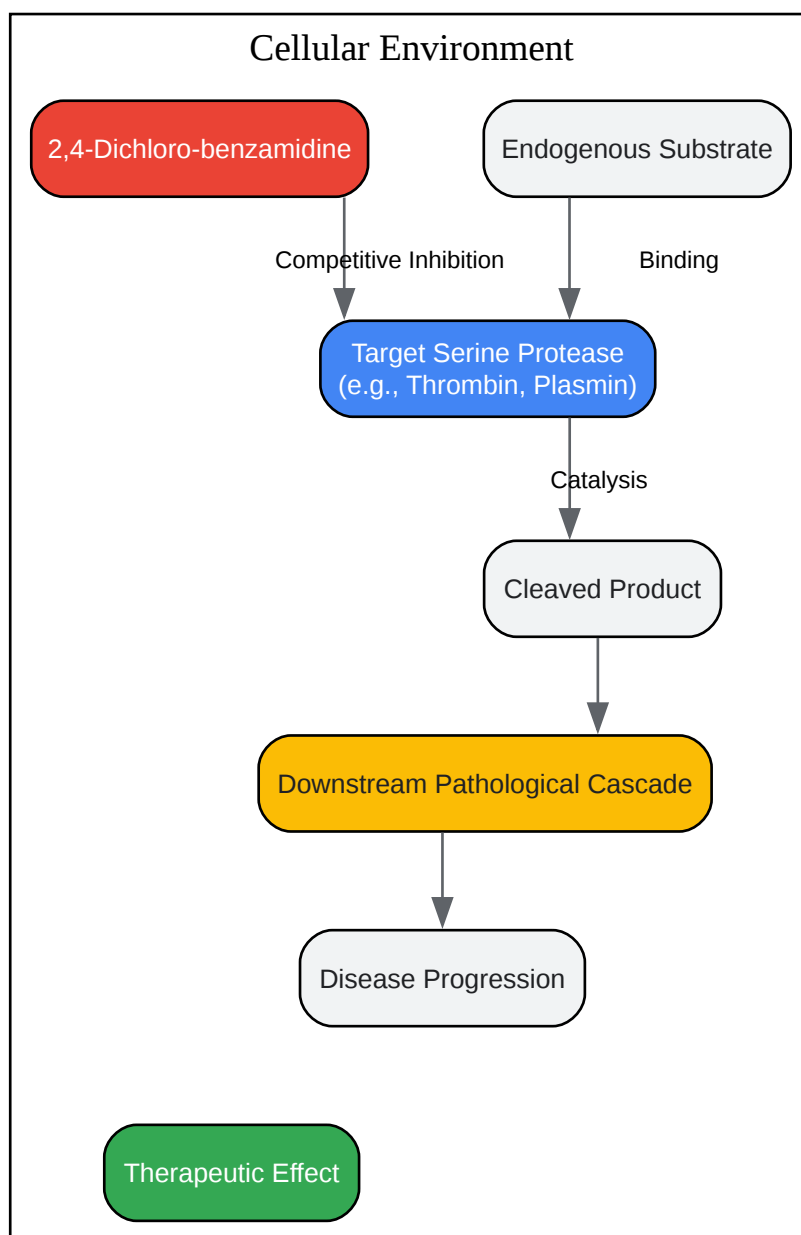 Cellular Environment
2,4-Dichloro-benzamidine
Endogenous Substrate
Competitive Inhibition
Binding
Target Serine Protease
(e.g., Thrombin, Plasmin)
Catalysis
Cleaved Product
Downstream Pathological Cascade
Disease Progression
Therapeutic Effect